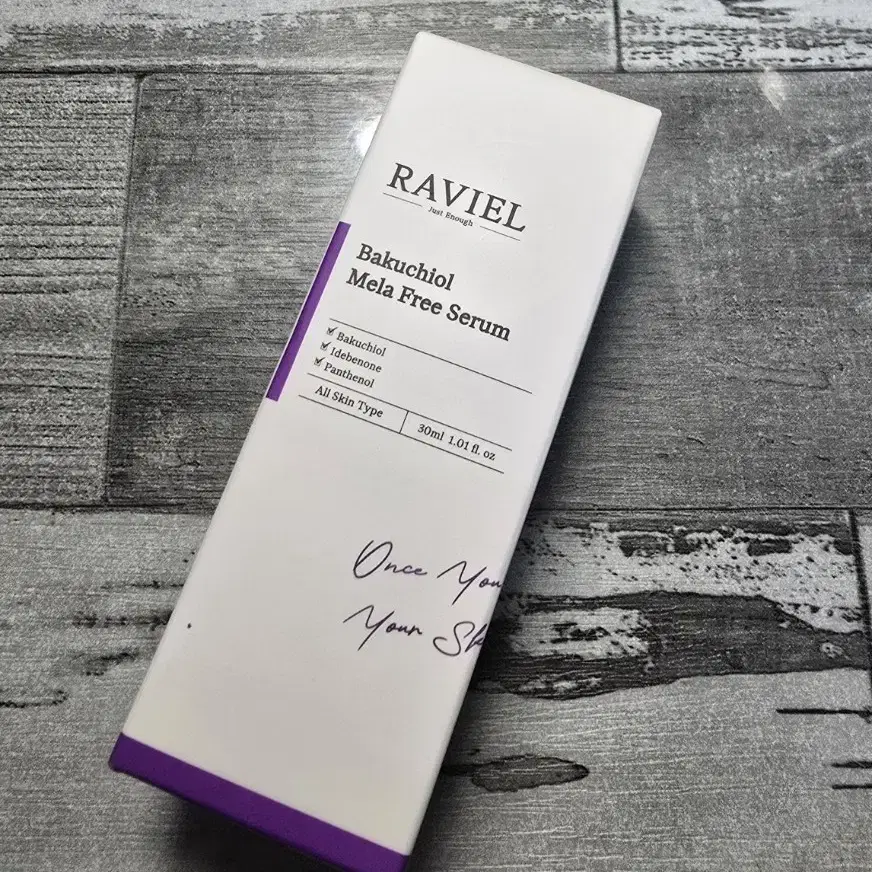 RAVIEL
Just Enough
Bakuchiol
Mela Free Serum
Bakuchiol
Idebenone
Panthenol
All Skin Type
30ml 1.01 fl. oz
Once You
Your Sk